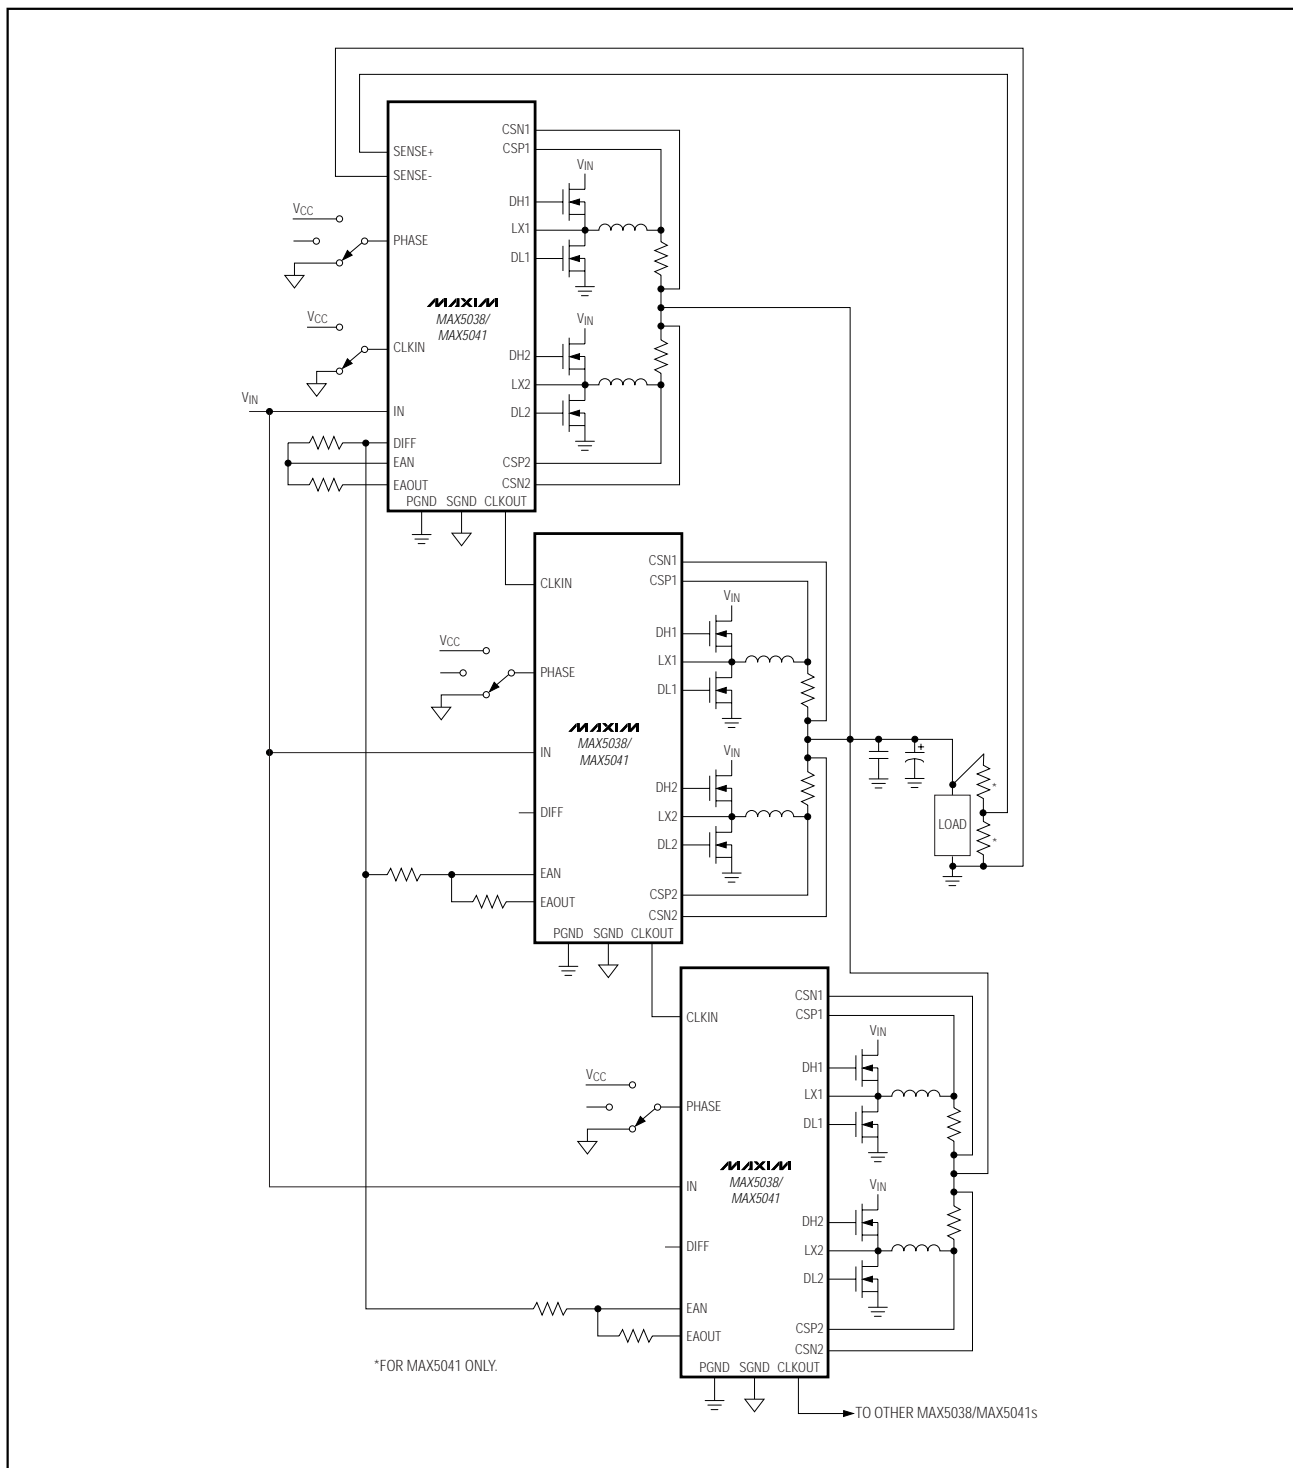 CSN1
CSP1
SENSE+
SENSE-
VIN
DH1
VCC
LX1
PHASE
DL1
MAXIM
MAX5038/
MAX5041
VCC
VIN
CLKIN
DH2
LX2
VIN
IN
DL2
DIFF
EAN
CSP2
EAOUT
CSN2
PGND SGND CLKOUT
CSN1
CLKIN
CSP1
VIN
DH1
VCC
LX1
PHASE
DL1
MAXIM
MAX5038/
MAX5041
IN
VIN
+
DH2
*
DIFF
LX2
LOAD
DL2
*
EAN
CSP2
EAOUT
CSN2
PGND SGND CLKOUT
CSN1
CLKIN
CSP1
VIN
DH1
VCC
LX1
PHASE
DL1
MAXIM
MAX5038/
MAX5041
IN
VIN
DH2
DIFF
LX2
DL2
EAN
CSP2
EAOUT
CSN2
*FOR MAX5041 ONLY.
PGND SGND CLKOUT
TO OTHER MAX5038/MAX5041s